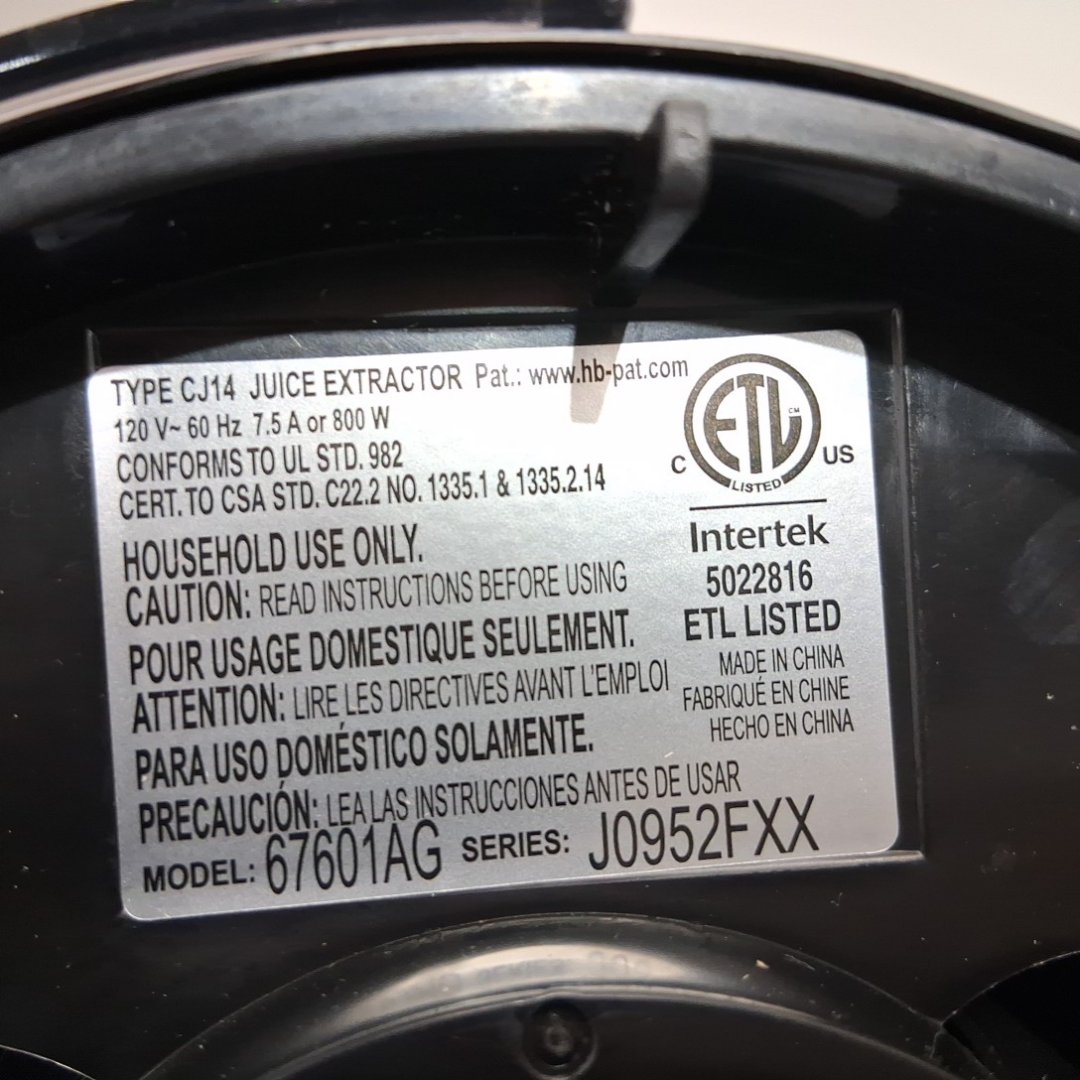 TYPE CJ14 JUICE EXTRACTOR Pat.: www.hb-pat.com
120 V~ 60 Hz 7.5 A or 800 W
CONFORMS TO UL STD. 982
CERT. TO CSA STD. C22.2 NO. 1335.1 & 1335.2.14
HOUSEHOLD USE ONLY.
CAUTION: READ INSTRUCTIONS BEFORE USING
POUR USAGE DOMESTIQUE SEULEMENT.
ATTENTION: LIRE LES DIRECTIVES AVANT L'EMPLOI
PARA USO DOMÉSTICO SOLAMENTE.
PRECAUCIÓN: LEA LAS INSTRUCCIONES ANTES DE USAR
MODEL: 67601AG SERIES: J0952FXX
ETL CM
LISTED
C US
Intertek
5022816
ETL LISTED
MADE IN CHINA
FABRIQUÉ EN CHINE
HECHO EN CHINA